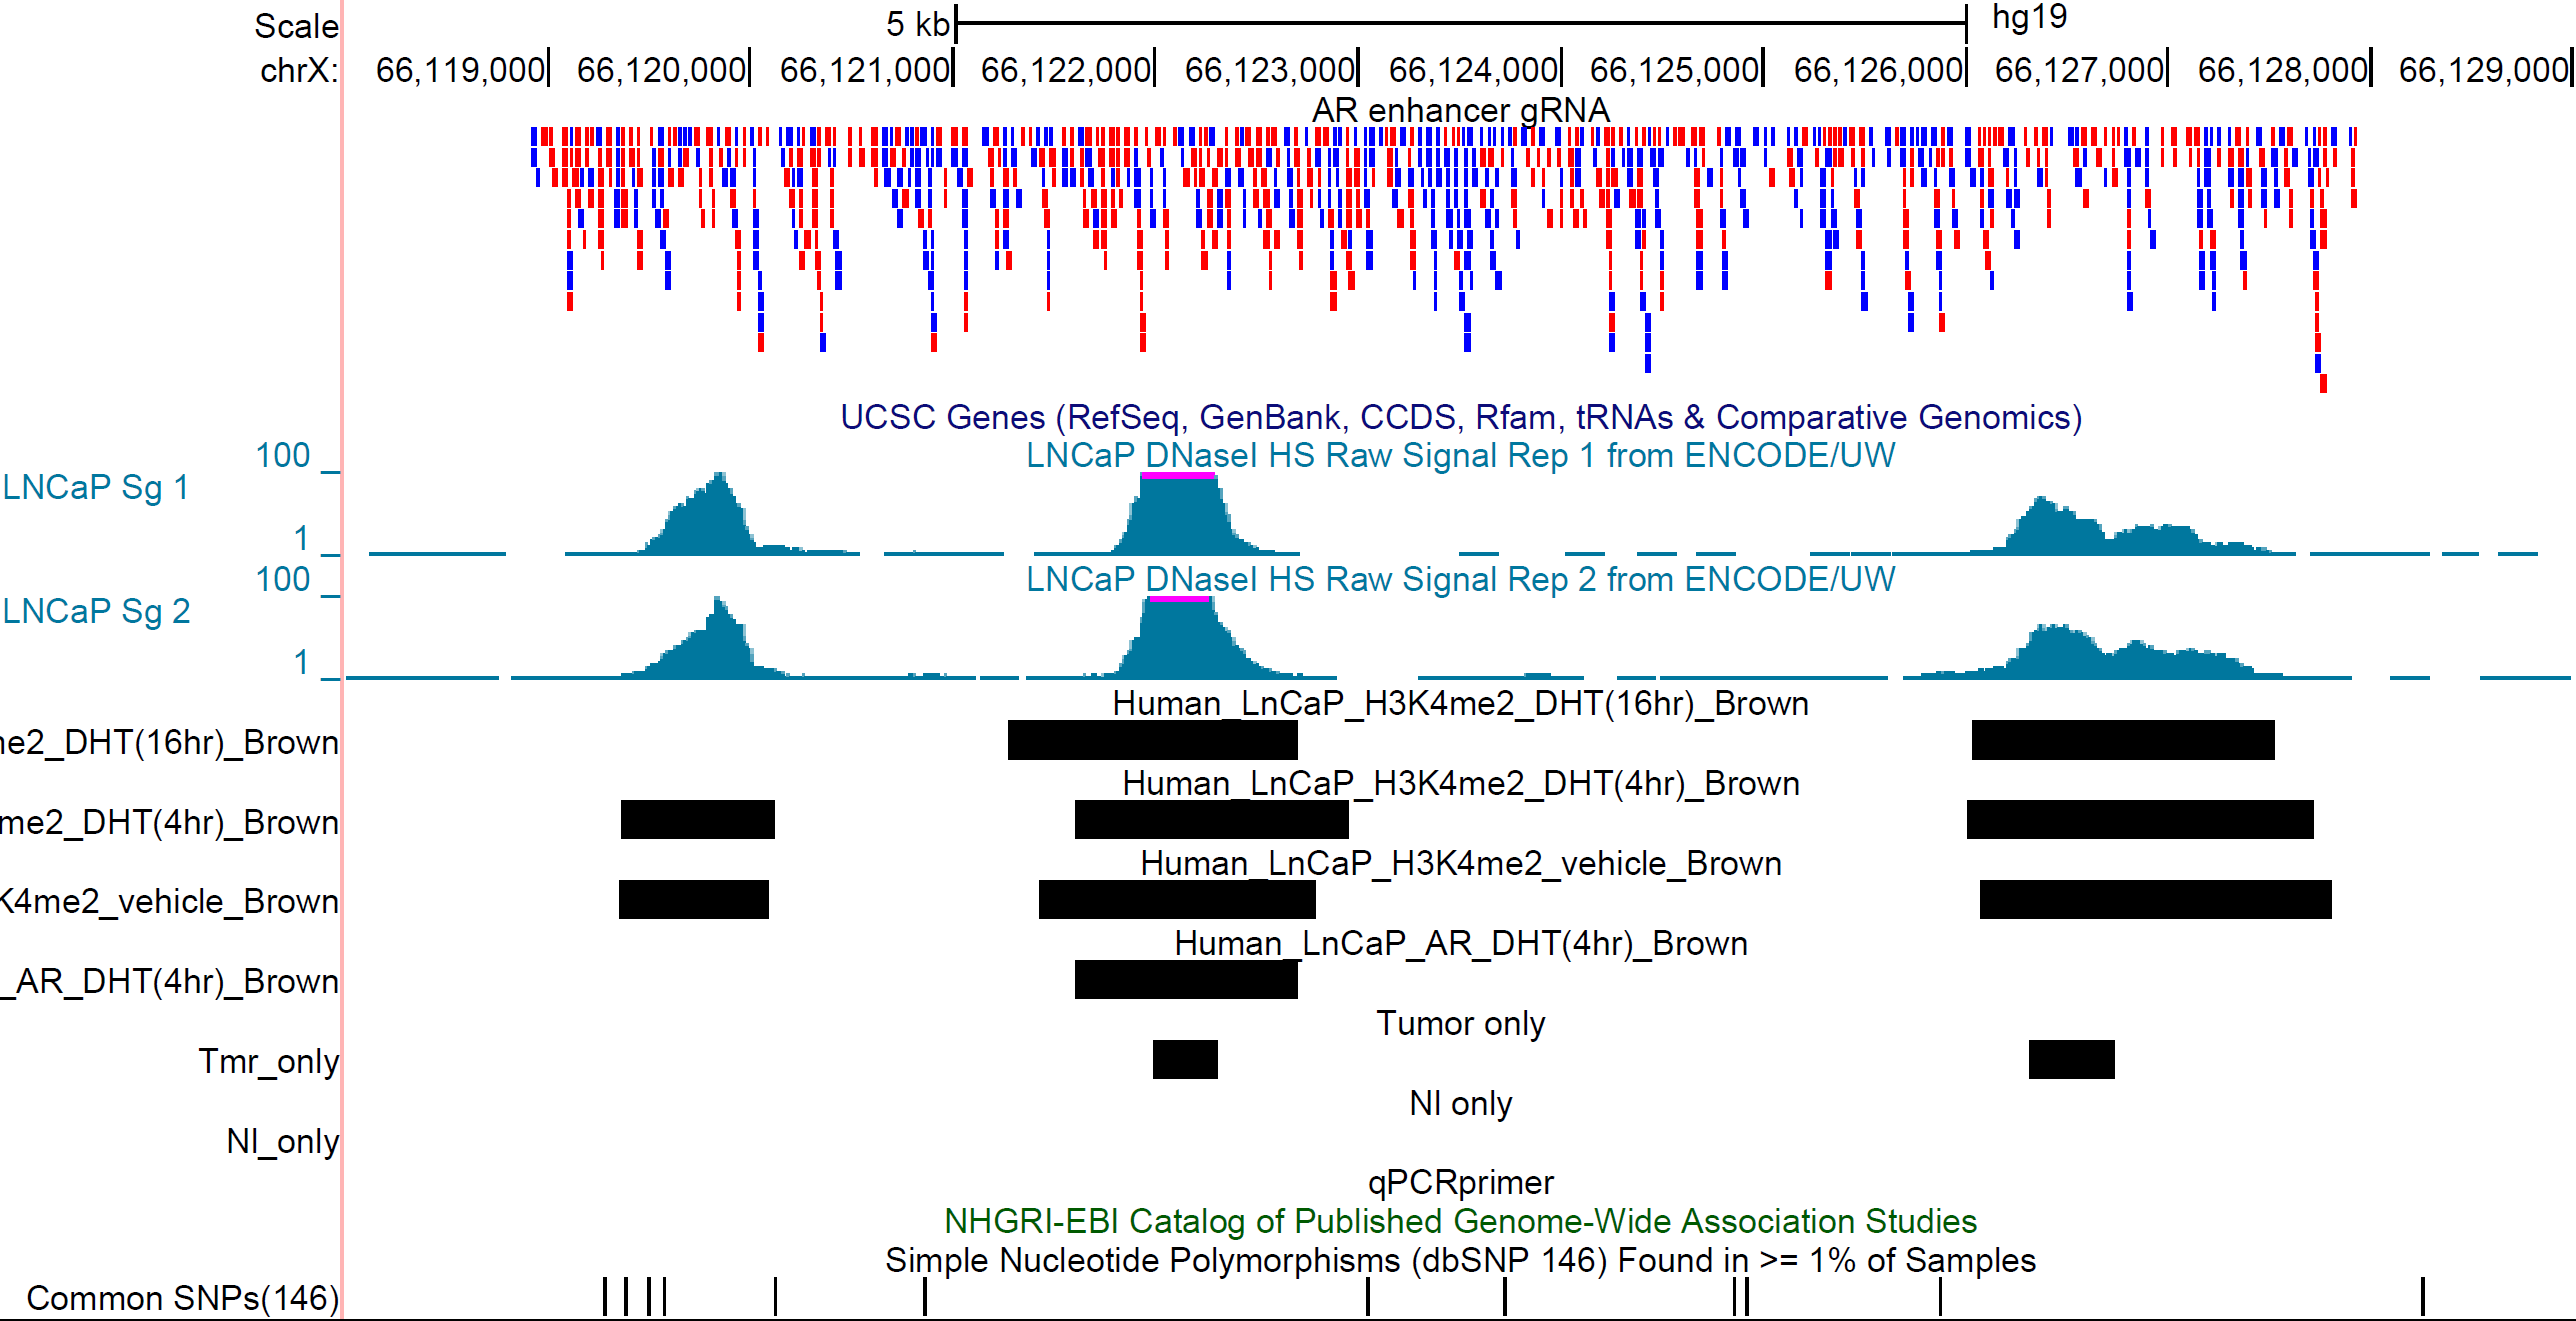 Scale 5 kb hg19
chrX: 66,119,000 66,120,000 66,121,000 66,122,000 66,123,000 66,124,000 66,125,000 66,126,000 66,127,000 66,128,000 66,129,000
AR enhancer gRNA
UCSC Genes (RefSeq, GenBank, CCDS, Rfam, tRNAs & Comparative Genomics)
100 LNCaP DNaseI HS Raw Signal Rep 1 from ENCODE/UW
LNCaP Sg 1
1
100 LNCaP DNaseI HS Raw Signal Rep 2 from ENCODE/UW
LNCaP Sg 2
1
Human_LnCaP_H3K4me2_DHT(16hr)_Brown
me2_DHT(16hr)_Brown
Human_LnCaP_H3K4me2_DHT(4hr)_Brown
me2_DHT(4hr)_Brown
Human_LnCaP_H3K4me2_vehicle_Brown
K4me2_vehicle_Brown
Human_LnCaP_AR_DHT(4hr)_Brown
_AR_DHT(4hr)_Brown
Tumor only
Tmr_only
NI only
NI_only
qPCRprimer
NHGRI-EBI Catalog of Published Genome-Wide Association Studies
Simple Nucleotide Polymorphisms (dbSNP 146) Found in >= 1% of Samples
Common SNPs(146)